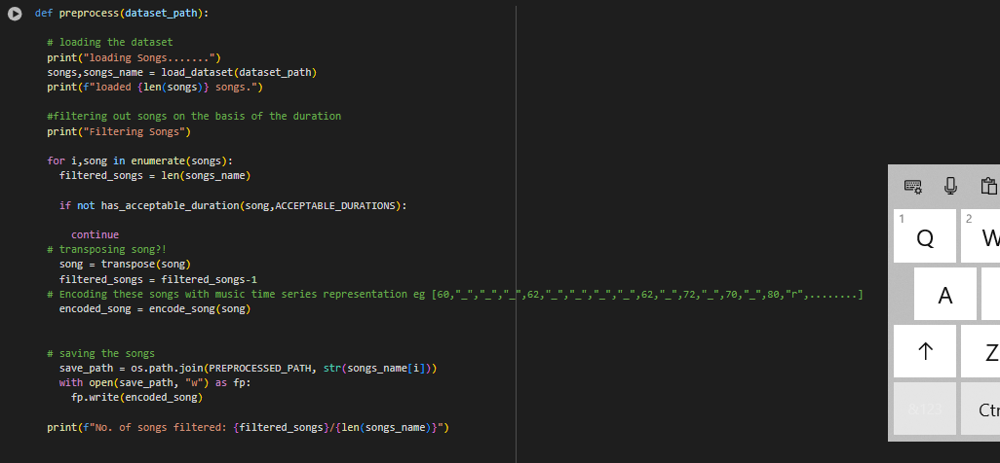 def preprocess(dataset_path):
# loading the dataset
print("loading Songs.......")
songs,songs_name = load_dataset(dataset_path)
print(f"loaded {len(songs)} songs.")
#filtering out songs on the basis of the duration
print("Filtering Songs")
for i,song in enumerate(songs):
filtered_songs = len(songs_name)
if not has_acceptable_duration(song,ACCEPTABLE_DURATIONS):
continue
# transposing song?!
song = transpose(song)
filtered_songs = filtered_songs-1
# Encoding these songs with music time series representation eg [60,"_","_","_",62,"_","_","_","_",62,"_",72,"_",70,"_",80,"r",........]
encoded_song = encode_song(song)
# saving the songs
save_path = os.path.join(PREPROCESSED_PATH, str(songs_name[i]))
with open(save_path, "w") as fp:
fp.write(encoded_song)
print(f"No. of songs filtered: {filtered_songs}/{len(songs_name)}")
1 Q 2 W
A
↑ Z
&123 Ctr